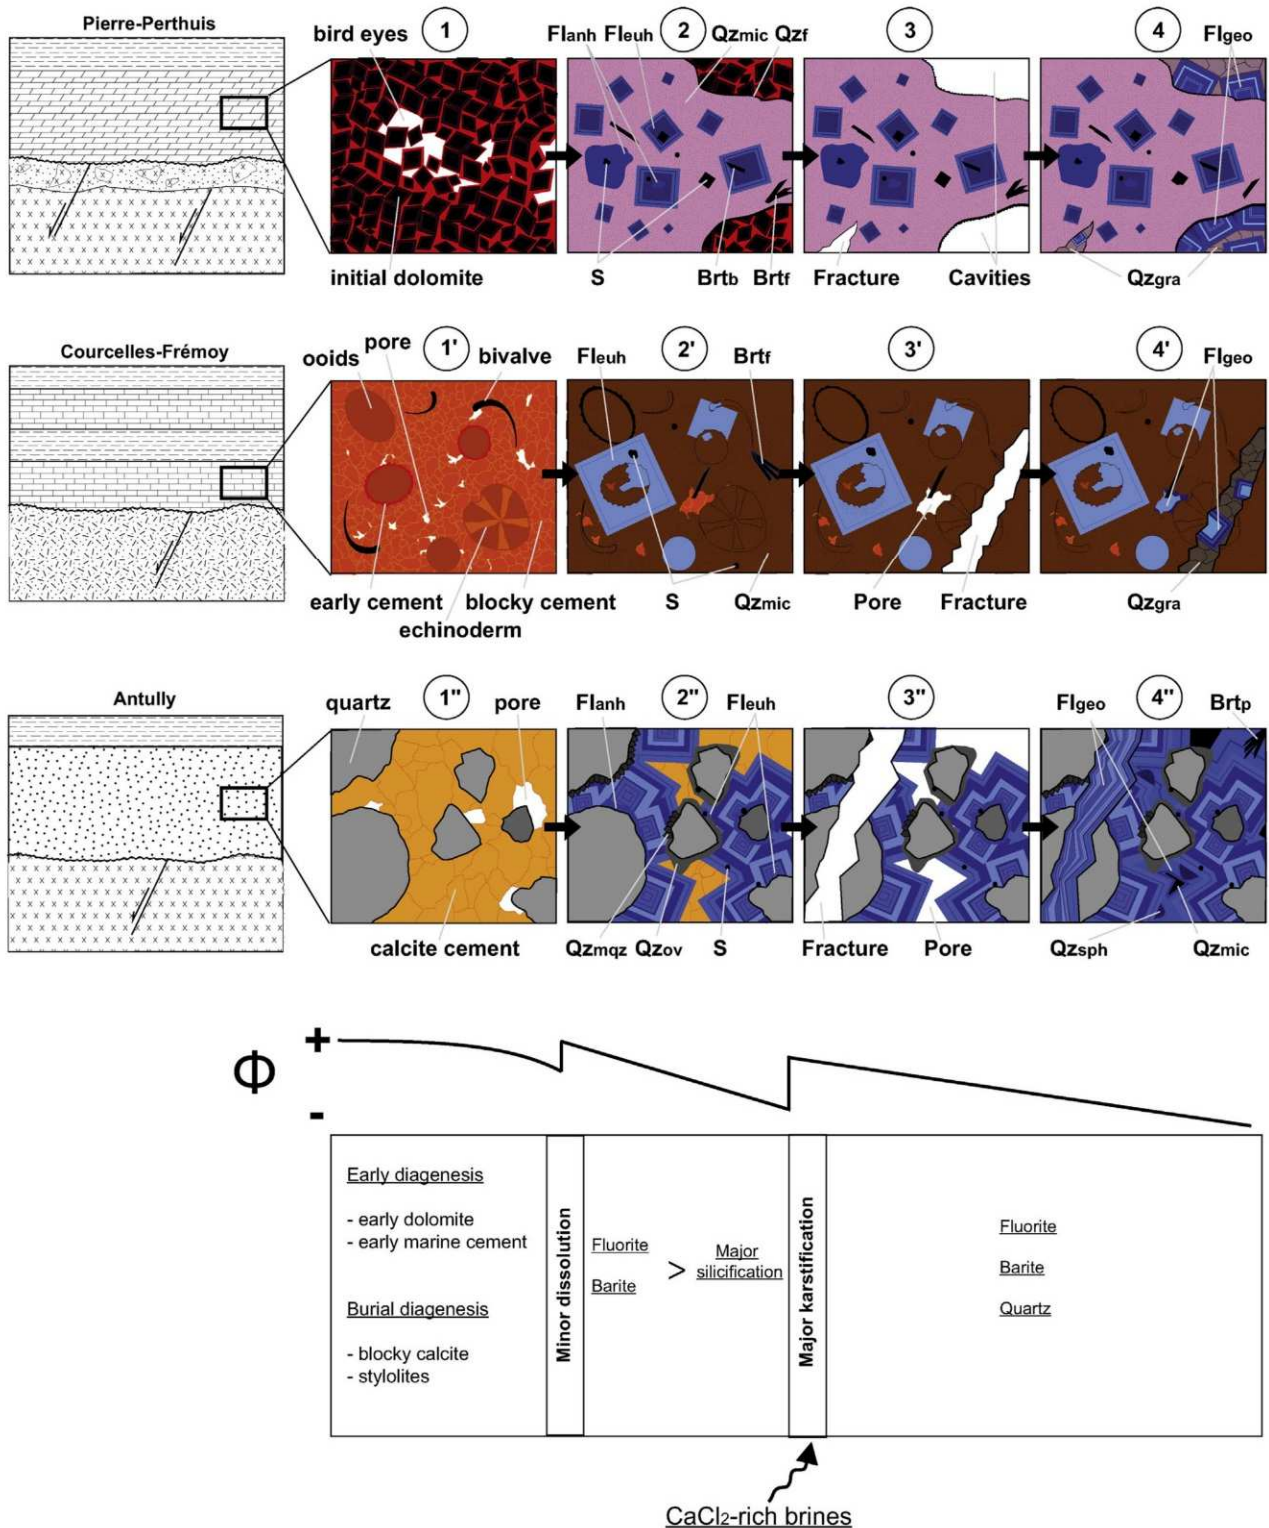 Pierre-Perthuis
bird eyes
1
Flanh Fleuh
2
Qzmic Qzf
3
4
Flgeo
initial dolomite
S
Brtb Brtf
Fracture
Cavities
Qzgra
Courcelles-Frémoy
ooids
pore
1'
bivalve
Fleuh
2'
Brtf
3'
4'
Flgeo
early cement
blocky cement
echinoderm
S
Qzmic
Pore
Fracture
Qzgra
Antully
quartz
1"
pore
Flanh
2"
Fleuh
3"
Flgeo
4"
Brtp
calcite cement
Qzmqz Qzov
S
Fracture
Pore
Qzsph
Qzmic
Φ
+
-
Early diagenesis
- early dolomite
- early marine cement
Burial diagenesis
- blocky calcite
- stylolites
Minor dissolution
Fluorite
Barite
>
Major
silicification
Major karstification
Fluorite
Barite
Quartz
CaCl2-rich brines